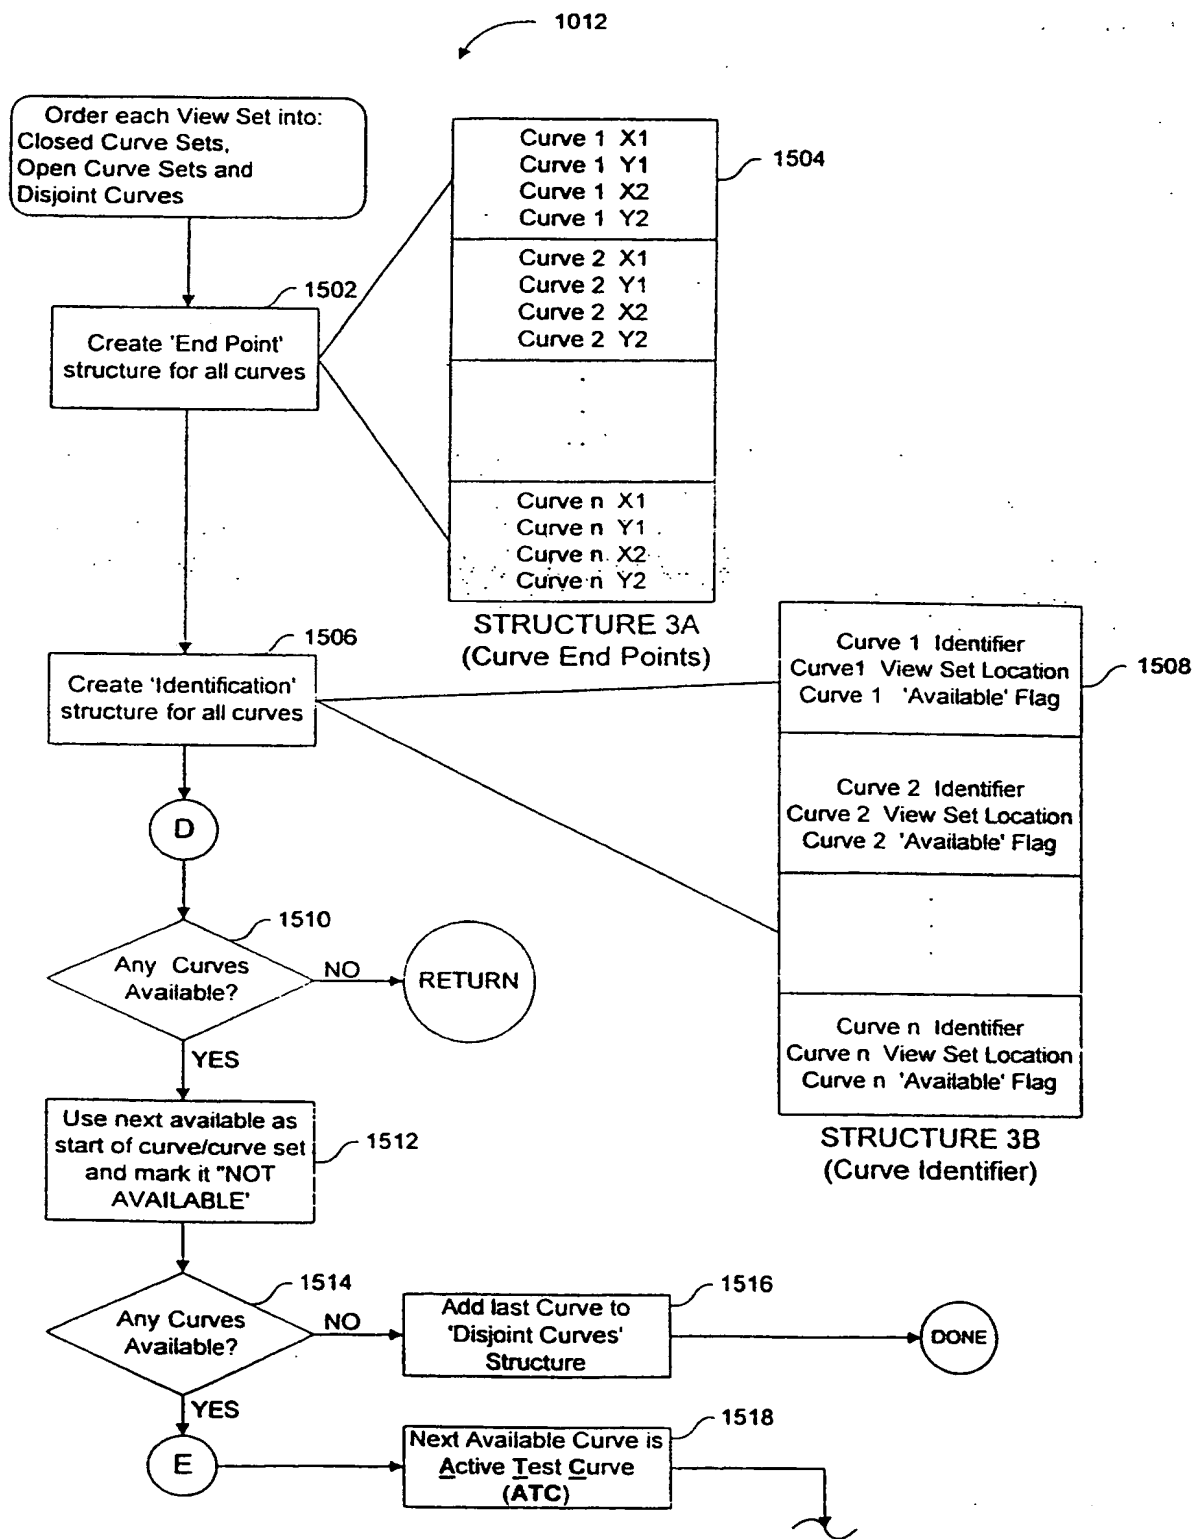 1012
Order each View Set into:
Closed Curve Sets,
Open Curve Sets and
Disjoint Curves
Curve 1 X1
Curve 1 Y1
Curve 1 X2
Curve 1 Y2
1504
Curve 2 X1
Curve 2 Y1
Curve 2 X2
Curve 2 Y2
1502
Create 'End Point'
structure for all curves
Curve n X1
Curve n Y1
Curve n X2
Curve n Y2
STRUCTURE 3A
(Curve End Points)
1506
Create 'Identification'
structure for all curves
Curve 1 Identifier
Curve1 View Set Location
Curve 1 'Available' Flag
1508
Curve 2 Identifier
Curve 2 View Set Location
Curve 2 'Available' Flag
Curve n Identifier
Curve n View Set Location
Curve n 'Available' Flag
STRUCTURE 3B
(Curve Identifier)
D
1510
Any Curves
Available?
NO
RETURN
YES
Use next available as
start of curve/curve set
and mark it "NOT
AVAILABLE'
1512
1514
Any Curves
Available?
NO
Add last Curve to
'Disjoint Curves'
Structure
1516
DONE
YES
E
Next Available Curve is
Active Test Curve
(ATC)
1518